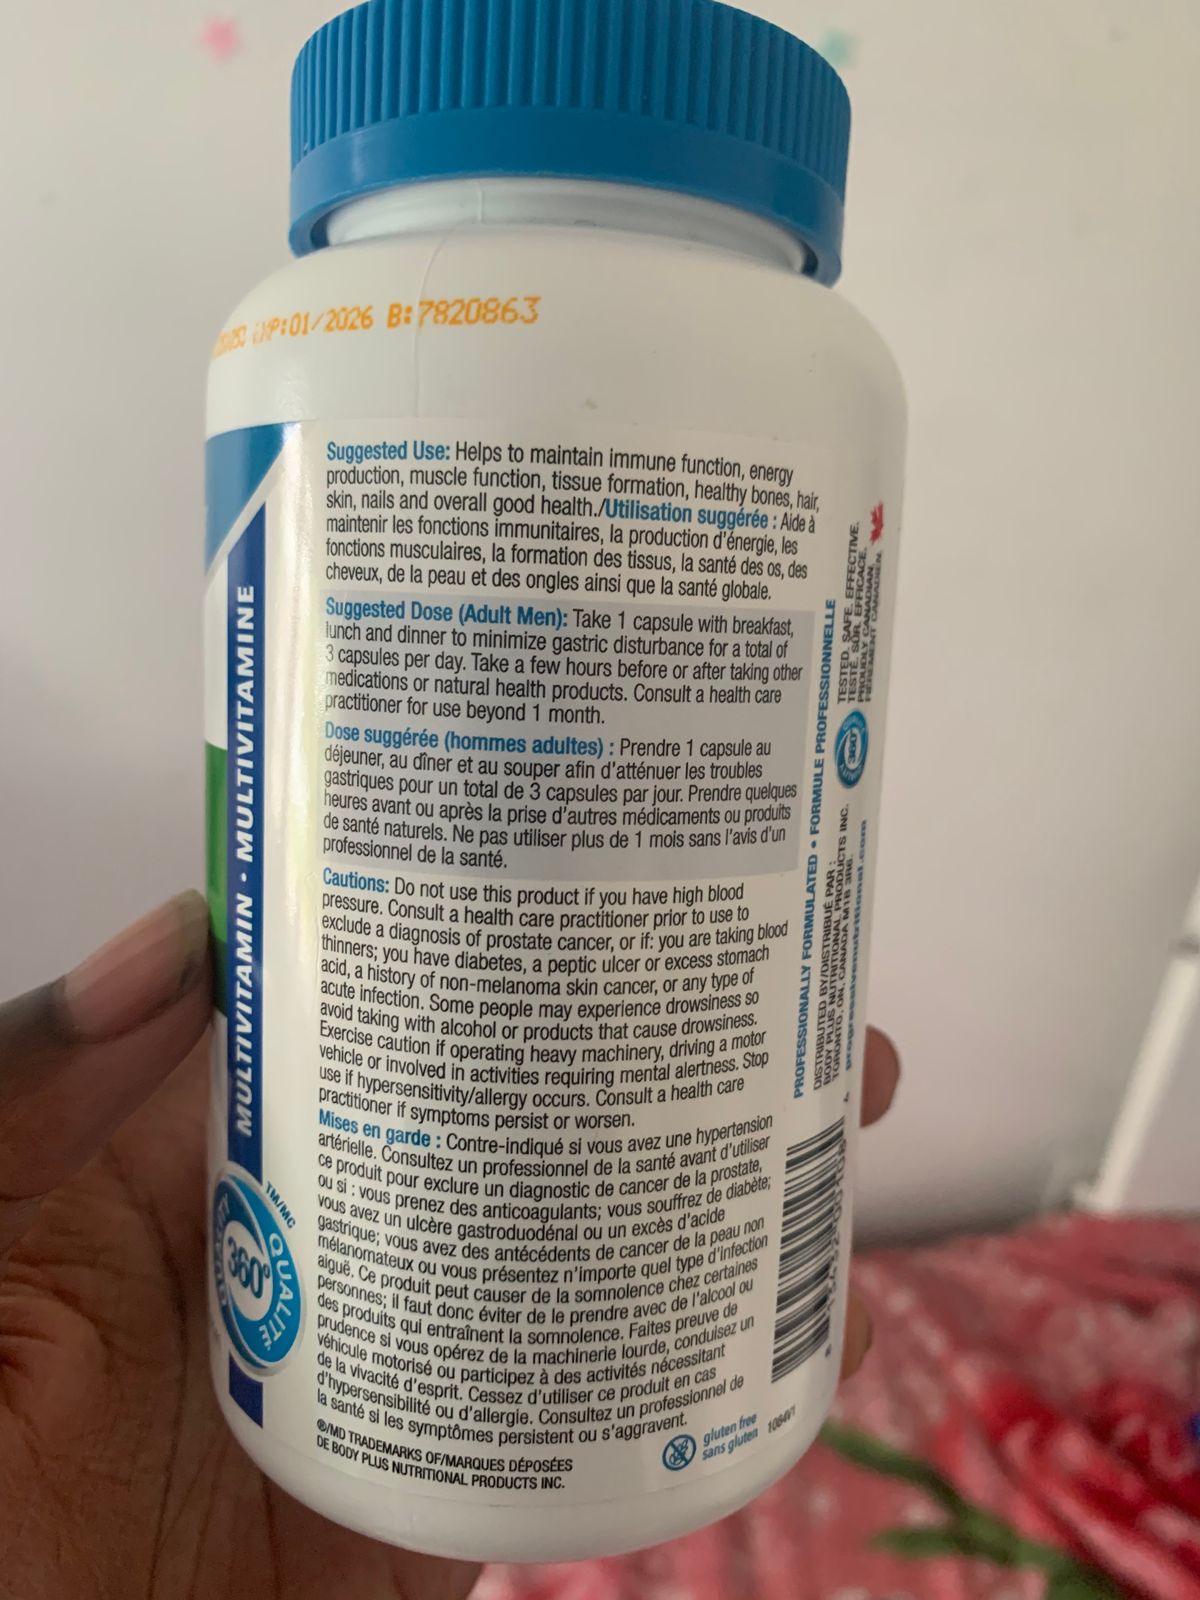 EXP:01/2026 B:7820863
Suggested Use: Helps to maintain immune function, energy
production, muscle function, tissue formation, healthy bones, hair,
skin, nails and overall good health./Utilisation suggérée : Aide à
maintenir les fonctions immunitaires, la production d'énergie, les
fonctions musculaires, la formation des tissus, la santé des os, des
cheveux, de la peau et des ongles ainsi que la santé globale.
Suggested Dose (Adult Men): Take 1 capsule with breakfast,
lunch and dinner to minimize gastric disturbance for a total of
3 capsules per day. Take a few hours before or after taking other
medications or natural health products. Consult a health care
practitioner for use beyond 1 month.
Dose suggérée (hommes adultes) : Prendre 1 capsule au
déjeuner, au dîner et au souper afin d'atténuer les troubles
gastriques pour un total de 3 capsules par jour. Prendre quelques
heures avant ou après la prise d'autres médicaments ou produits
de santé naturels. Ne pas utiliser plus de 1 mois sans l'avis d'un
professionnel de la santé.
Cautions: Do not use this product if you have high blood
pressure. Consult a health care practitioner prior to use to
exclude a diagnosis of prostate cancer, or if: you are taking blood
thinners; you have diabetes, a peptic ulcer or excess stomach
acid, a history of non-melanoma skin cancer, or any type of
acute infection. Some people may experience drowsiness so
avoid taking with alcohol or products that cause drowsiness.
Exercise caution if operating heavy machinery, driving a motor
vehicle or involved in activities requiring mental alertness. Stop
use if hypersensitivity/allergy occurs. Consult a health care
practitioner if symptoms persist or worsen.
Mises en garde : Contre-indiqué si vous avez une hypertension
artérielle. Consultez un professionnel de la santé avant d'utiliser
ce produit pour exclure un diagnostic de cancer de la prostate,
ou si : vous prenez des anticoagulants; vous souffrez de diabète;
vous avez un ulcère gastroduodénal ou un excès d'acide
gastrique; vous avez des antécédents de cancer de la peau non
mélanomateux ou vous présentez n'importe quel type d'infection
aiguë. Ce produit peut causer de la somnolence chez certaines
personnes; il faut donc éviter de le prendre avec de l'alcool ou
des produits qui entraînent la somnolence. Faites preuve de
prudence si vous opérez de la machinerie lourde, conduisez un
véhicule motorisé ou participez à des activités nécessitant
de la vivacité d'esprit. Cessez d'utiliser ce produit en cas
d'hypersensibilité ou d'allergie. Consultez un professionnel de
la santé si les symptômes persistent ou s'aggravent.
®/MD TRADEMARKS OF/MARQUES DÉPOSÉES
DE BODY PLUS NUTRITIONAL PRODUCTS INC.
gluten free
sans gluten
1084V1
MULTIVITAMIN • MULTIVITAMINE
QUALITY 360° QUALITÉ
TM/MC
PROFESSIONALLY FORMULATED • FORMULE PROFESSIONNELLE
DISTRIBUTED BY/DISTRIBUÉ PAR :
BODY PLUS NUTRITIONAL PRODUCTS INC.
TORONTO, ON, CANADA M1B 3R6.
progressivenutritional.com
360°
TESTED. SAFE. EFFECTIVE.
TESTÉ. SÛR. EFFICACE.
PROUDLY CANADIAN.
FIÈREMENT CANADIEN.